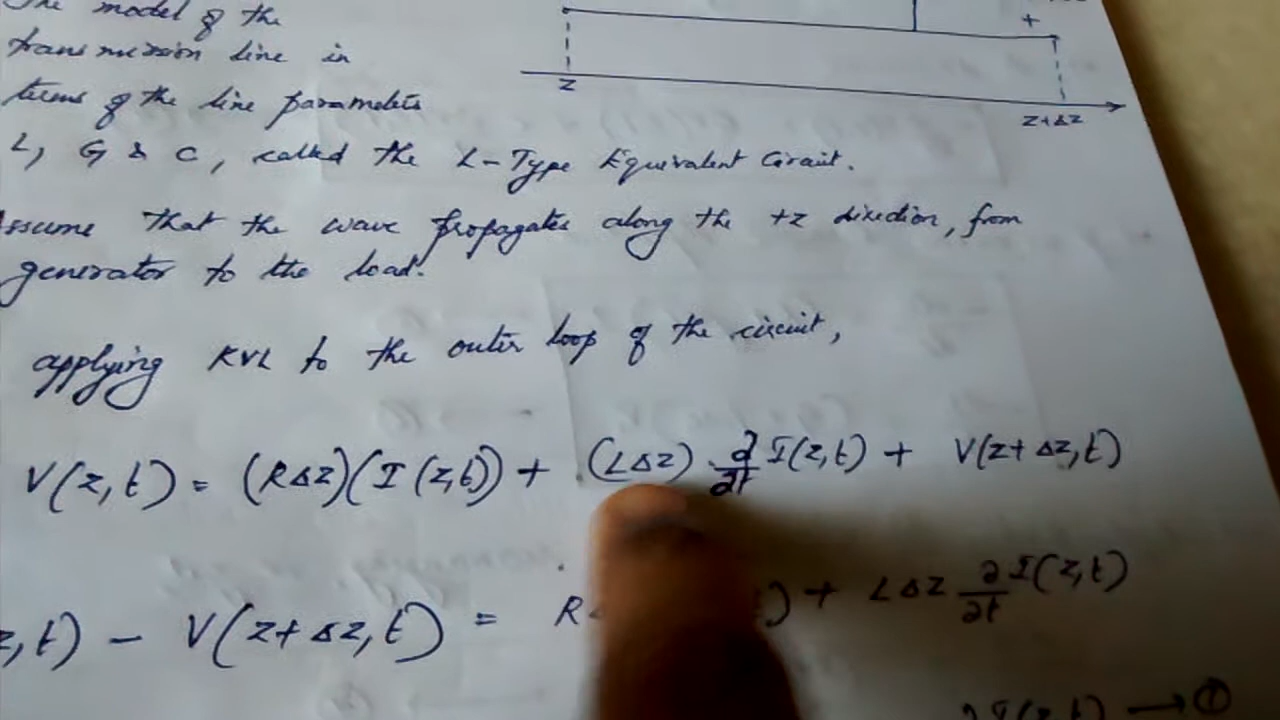 The model of the
transmission line in
terms of the line parameters
L, G & C, called the L-Type Equivalent Circuit.
+
z
z+Δz
Assume that the wave propagates along the +z direction, from
generator to the load.
applying KVL to the outer loop of the circuit,
V(z,t) = (RΔz)(I(z,t)) + (LΔz) ∂/∂t I(z,t) + V(z+Δz,t)
z,t) - V(z+Δz,t) = R ) + LΔz ∂/∂t I(z,t)
∂I(z,t) → ①